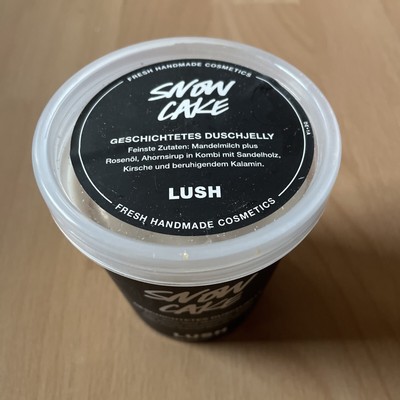 FRESH HANDMADE COSMETICS
SNOW
CAKE
GESCHICHTETES DUSCHJELLY
Feinste Zutaten: Mandelmilch plus
Rosenöl, Ahornsirup in Kombi mit Sandelholz,
Kirsche und beruhigendem Kalamin.
LUSH
FRESH HANDMADE COSMETICS
SNOW
CAKE
LUSH